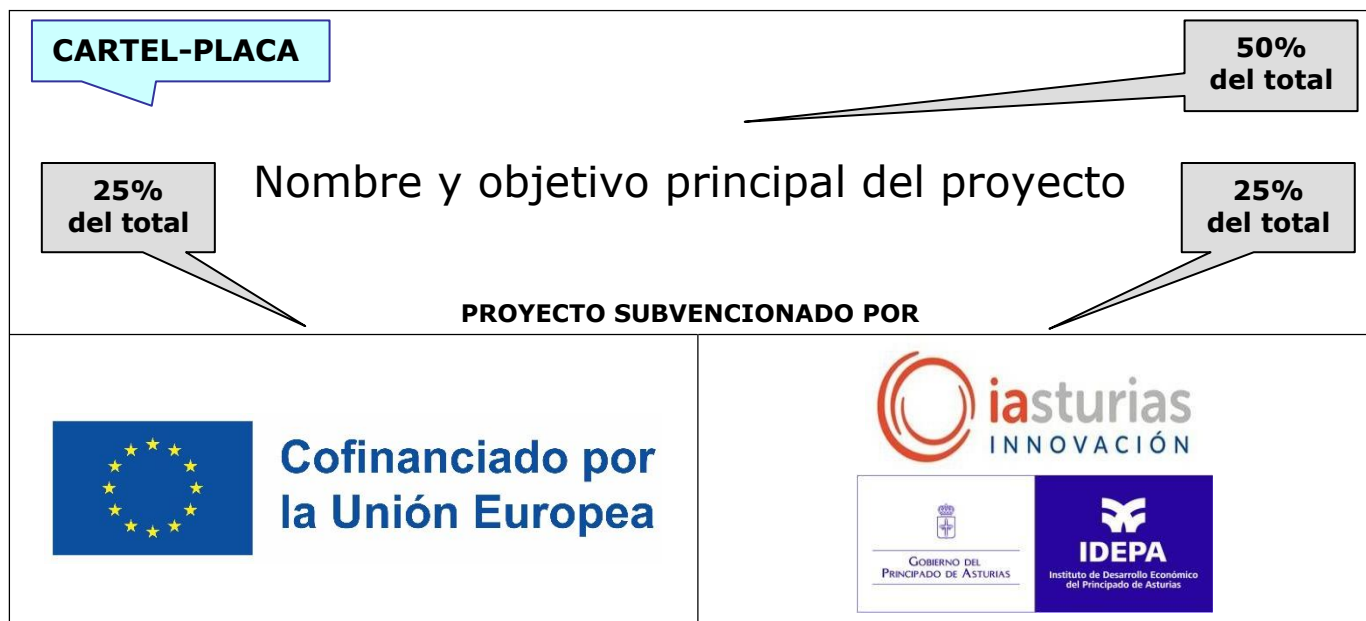 CARTEL-PLACA
50%
del total
Nombre y objetivo principal del proyecto
25%
del total
25%
del total
PROYECTO SUBVENCIONADO POR
Cofinanciado por
la Unión Europea
iasturias
INNOVACIÓN
GOBIERNO DEL
PRINCIPADO DE ASTURIAS
IDEPA
Instituto de Desarrollo Económico
del Principado de Asturias